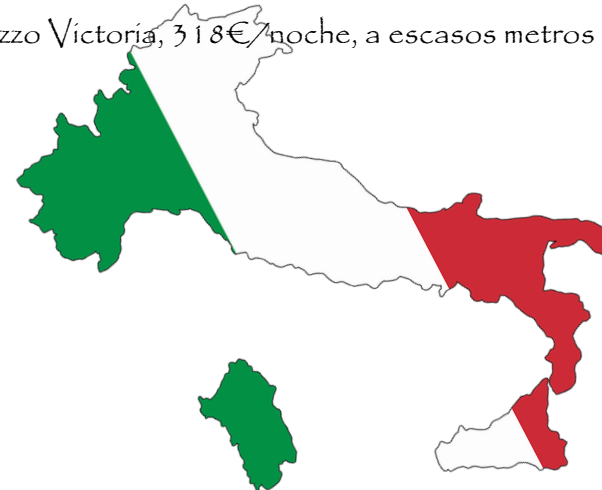 zzo Victoria, 318€/noche, a escasos metros